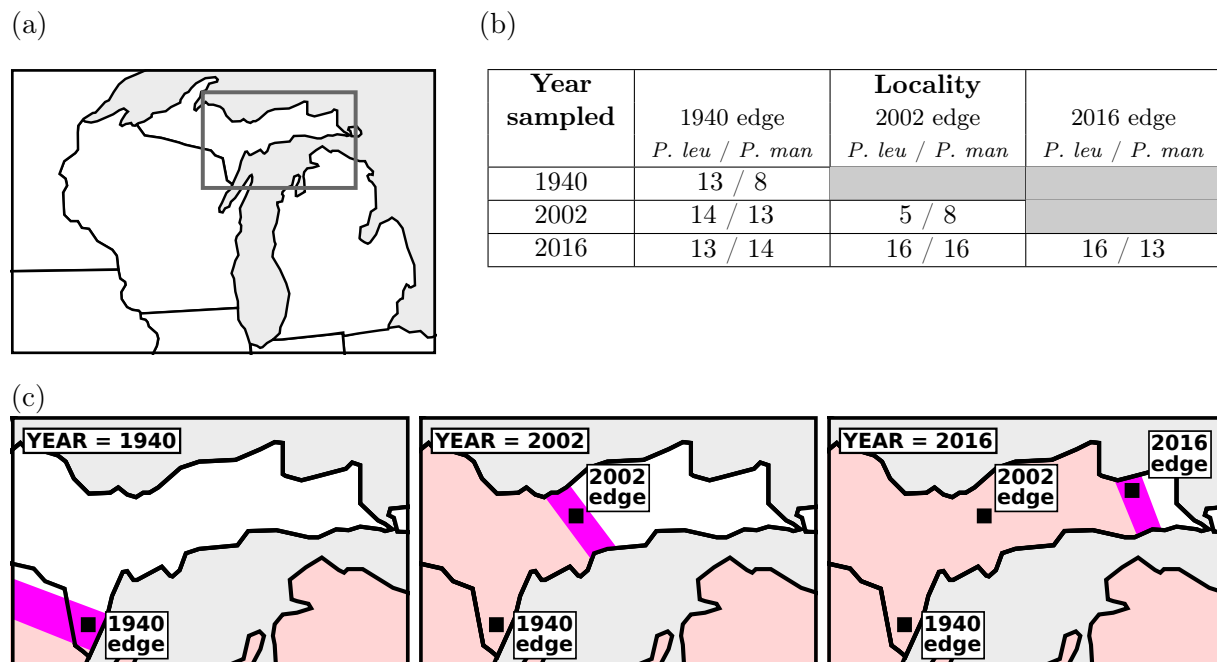 (a)
(b)
Year sampled
Locality
1940 edge 2002 edge 2016 edge
P. leu / P. man P. leu / P. man P. leu / P. man
1940 13 / 8
2002 14 / 13 5 / 8
2016 13 / 14 16 / 16 16 / 13
(c)
YEAR = 1940
1940
edge
YEAR = 2002
2002
edge
1940
edge
YEAR = 2016
2016
edge
2002
edge
1940
edge